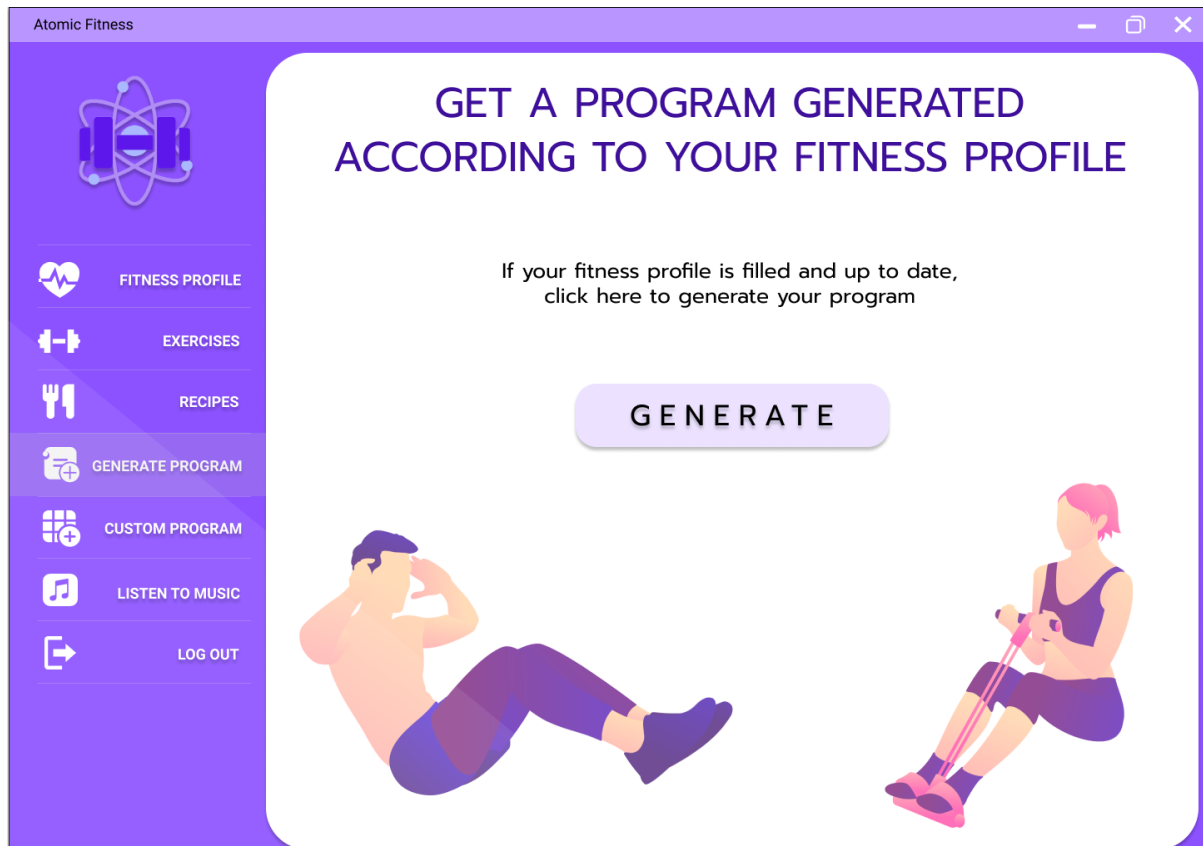 Atomic Fitness
GET A PROGRAM GENERATED
ACCORDING TO YOUR FITNESS PROFILE
If your fitness profile is filled and up to date,
click here to generate your program
GENERATE
FITNESS PROFILE
EXERCISES
RECIPES
GENERATE PROGRAM
CUSTOM PROGRAM
LISTEN TO MUSIC
LOG OUT